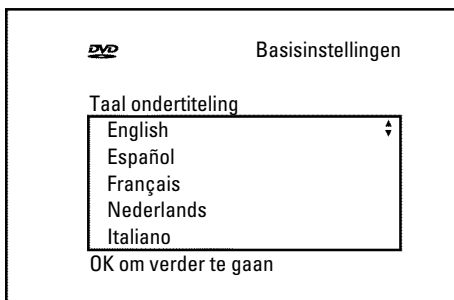 DVD
Basisinstellingen
Taal ondertiteling
English
Español
Français
Nederlands
Italiano
OK om verder te gaan